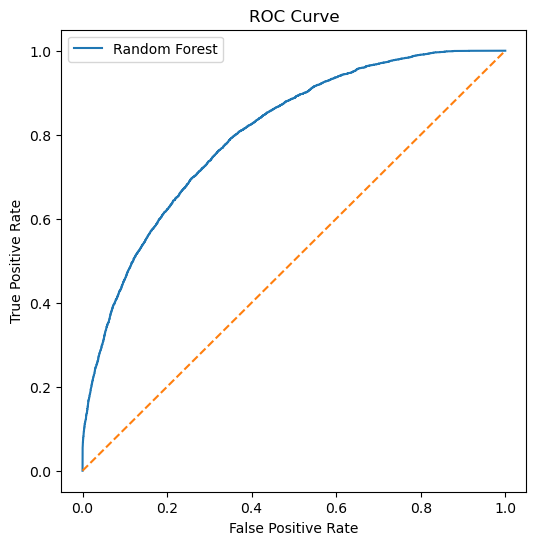 ROC Curve
Random Forest
True Positive Rate
1.0
0.8
0.6
0.4
0.2
0.0
0.0 0.2 0.4 0.6 0.8 1.0
False Positive Rate